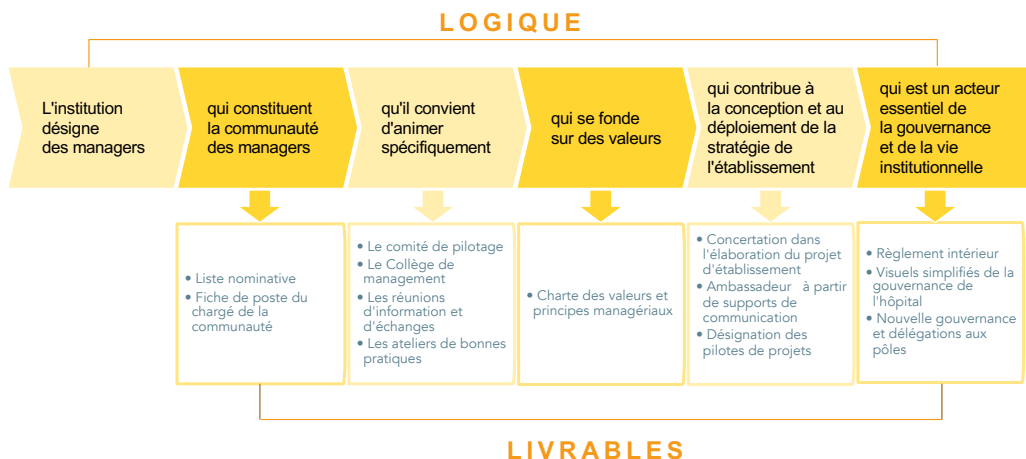 LOGIQUE
L'institution
désigne
des managers
qui constituent
la communauté
des managers
qu'il convient
d'animer
spécifiquement
qui se fonde
sur des valeurs
qui contribue à
la conception et au
déploiement de la
stratégie de
l'établissement
qui est un acteur
essentiel de
la gouvernance
et de la vie
institutionnelle
• Liste nominative
• Fiche de poste du
chargé de la
communauté
• Le comité de pilotage
• Le Collège de
management
• Les réunions
d'information et
d'échanges
• Les ateliers de bonnes
pratiques
• Charte des valeurs et
principes managériaux
• Concertation dans
l'élaboration du projet
d'établissement
• Ambassadeur à partir
de supports de
communication
• Désignation des
pilotes de projets
• Règlement intérieur
• Visuels simplifiés de la
gouvernance de
l'hôpital
• Nouvelle gouvernance
et délégations aux
pôles
LIVRABLES